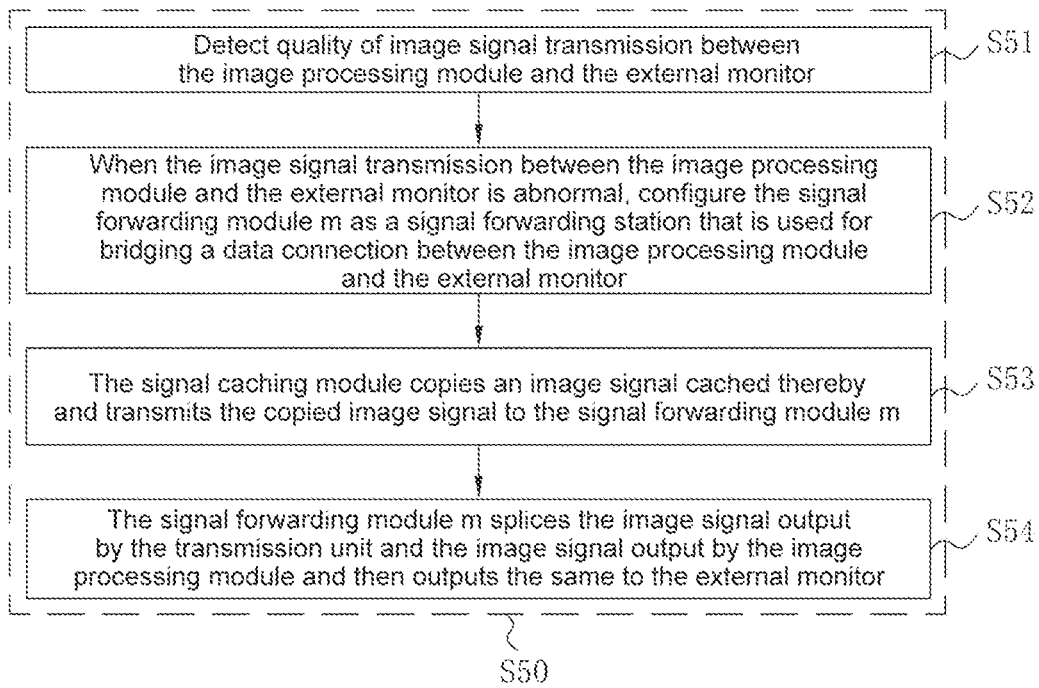 Detect quality of image signal transmission between
the image processing module and the external monitor
S51
When the image signal transmission between the image processing
module and the external monitor is abnormal, configure the signal
forwarding module m as a signal forwarding station that is used for
bridging a data connection between the image processing module
and the external monitor
S52
The signal caching module copies an image signal cached thereby
and transmits the copied image signal to the signal forwarding module m
S53
The signal forwarding module m splices the image signal output
by the transmission unit and the image signal output by the image
processing module and then outputs the same to the external monitor
S54
S50